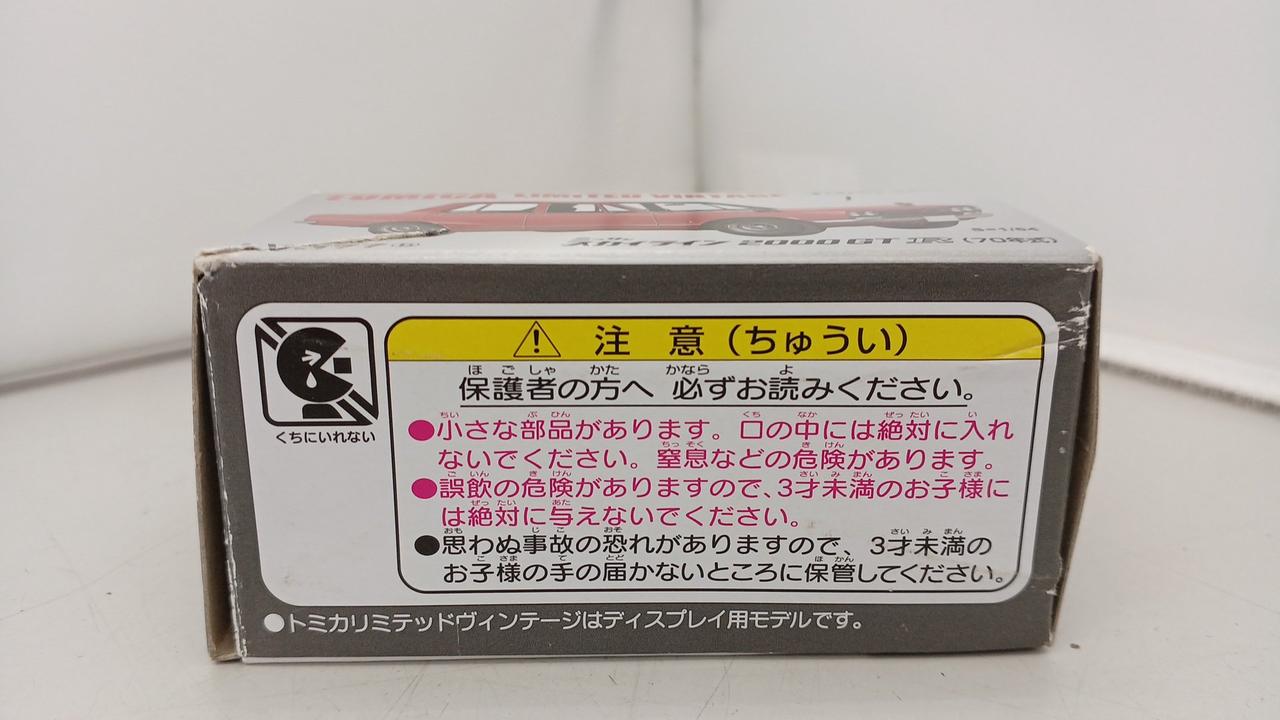 TOMICA LIMITED VINTAGE
S=1/64
スカイライン 2000GT (70年式)
注 意 (ちゅうい)
保護者の方へ 必ずお読みください。
くちにいれない
●小さな部品があります。口の中には絶対に入れ
ないでください。窒息などの危険があります。
●誤飲の危険がありますので、3才未満のお子様に
は絶対に与えないでください。
●思わぬ事故の恐れがありますので、3才未満の
お子様の手の届かないところに保管してください。
●トミカリミテッドヴィンテージはディスプレイ用モデルです。